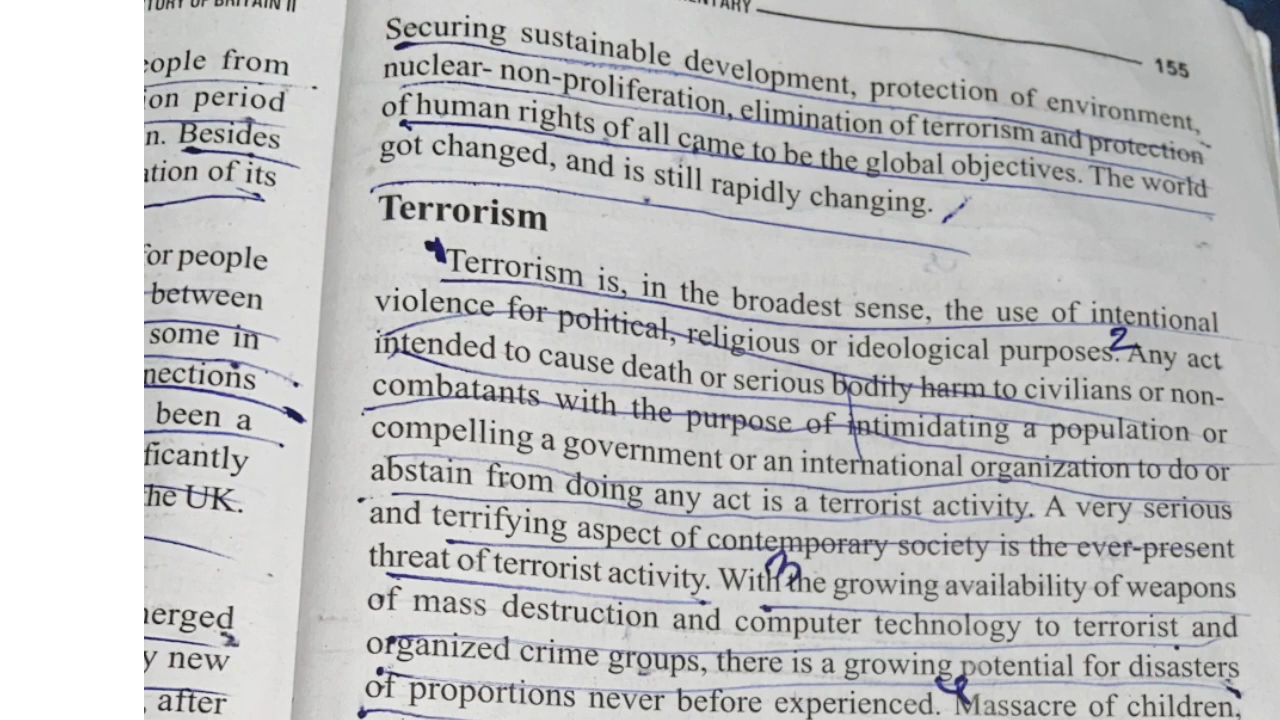 TORY OF BRITAIN II
eople from
on period
n. Besides
ation of its
for people
between
some in
nections
been a
ficantly
he UK.
nerged
y new
after
155
Securing sustainable development, protection of environment,
nuclear- non-proliferation, elimination of terrorism and protection
of human rights of all came to be the global objectives. The world
got changed, and is still rapidly changing.
Terrorism
Terrorism is, in the broadest sense, the use of intentional
violence for political, religious or ideological purposes. 2 Any act
intended to cause death or serious bodily harm to civilians or non-
combatants with the purpose of intimidating a population or
compelling a government or an international organization to do or
abstain from doing any act is a terrorist activity. A very serious
and terrifying aspect of contemporary society is the ever-present
threat of terrorist activity. With the growing availability of weapons
of mass destruction and computer technology to terrorist and
organized crime groups, there is a growing potential for disasters
of proportions never before experienced. Massacre of children,